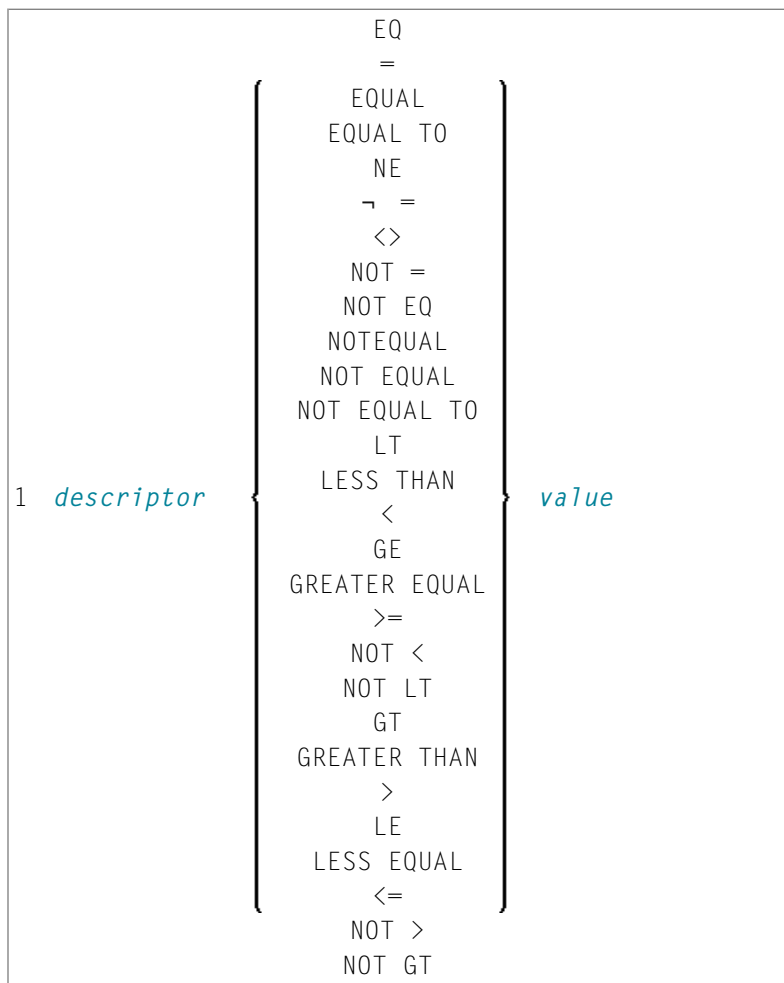 EQ
=
EQUAL
EQUAL TO
NE
¬ =
<>
NOT =
NOT EQ
NOTEQUAL
NOT EQUAL
NOT EQUAL TO
LT
1 descriptor LESS THAN value
<
GE
GREATER EQUAL
>=
NOT <
NOT LT
GT
GREATER THAN
>
LE
LESS EQUAL
<=
NOT >
NOT GT